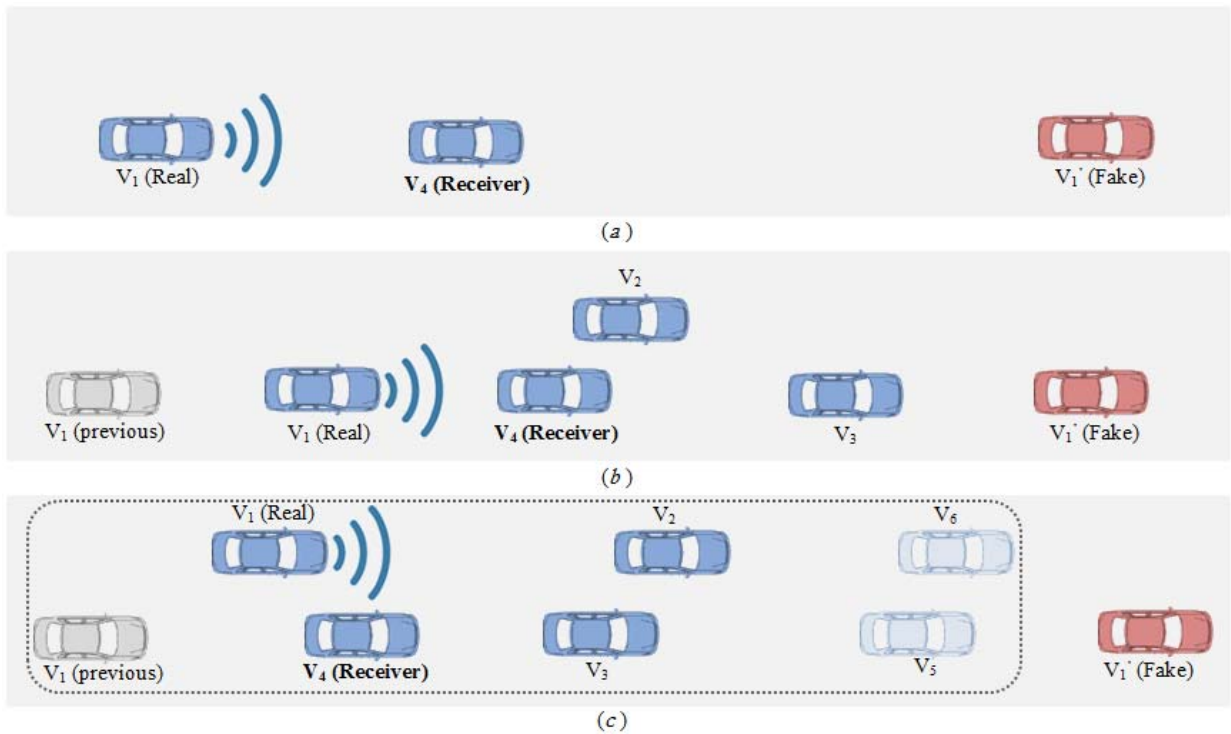 V₁ (Real)
V₄ (Receiver)
V₁' (Fake)
(a)
V₂
V₁ (previous)
V₁ (Real)
V₄ (Receiver)
V₃
V₁' (Fake)
(b)
V₁ (Real)
V₂
V₆
V₁ (previous)
V₄ (Receiver)
V₃
V₅
V₁' (Fake)
(c)